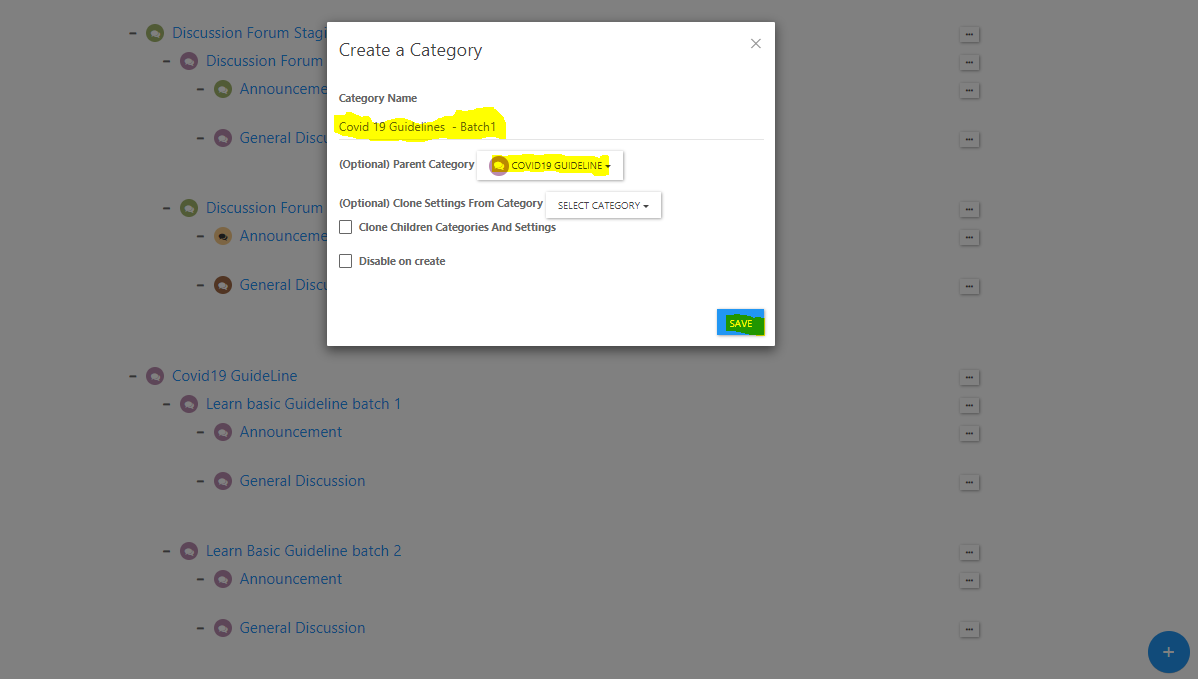 Discussion Forum Stagi
Discussion Forum
Announceme
General Discu
Discussion Forum
Announceme
General Discu
Create a Category
Category Name
Covid 19 Guidelines - Batch1
(Optional) Parent Category COVID19 GUIDELINE
(Optional) Clone Settings From Category SELECT CATEGORY
Clone Children Categories And Settings
Disable on create
SAVE
Covid19 GuideLine
Learn basic Guideline batch 1
Announcement
General Discussion
Learn Basic Guideline batch 2
Announcement
General Discussion